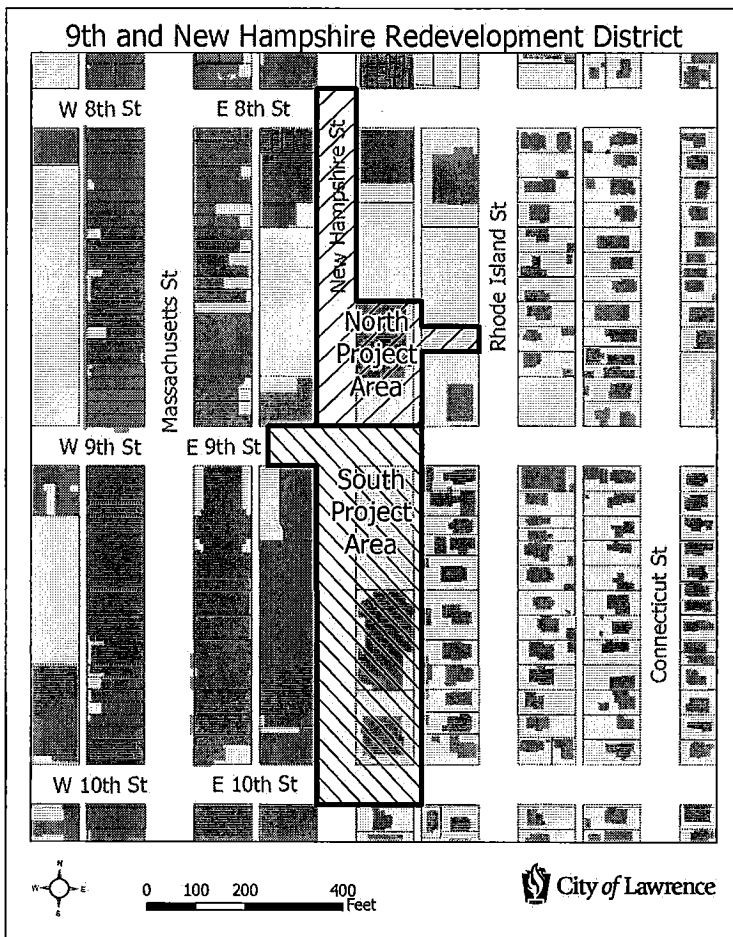 9th and New Hampshire Redevelopment District
W 8th St
E 8th St
New Hampshire St
Rhode Island St
Massachusetts St
North
Project
Area
W 9th St
E 9th St
South
Project
Area
Connecticut St
W 10th St
E 10th St
N
W
E
S
0
100
200
400
Feet
City of Lawrence